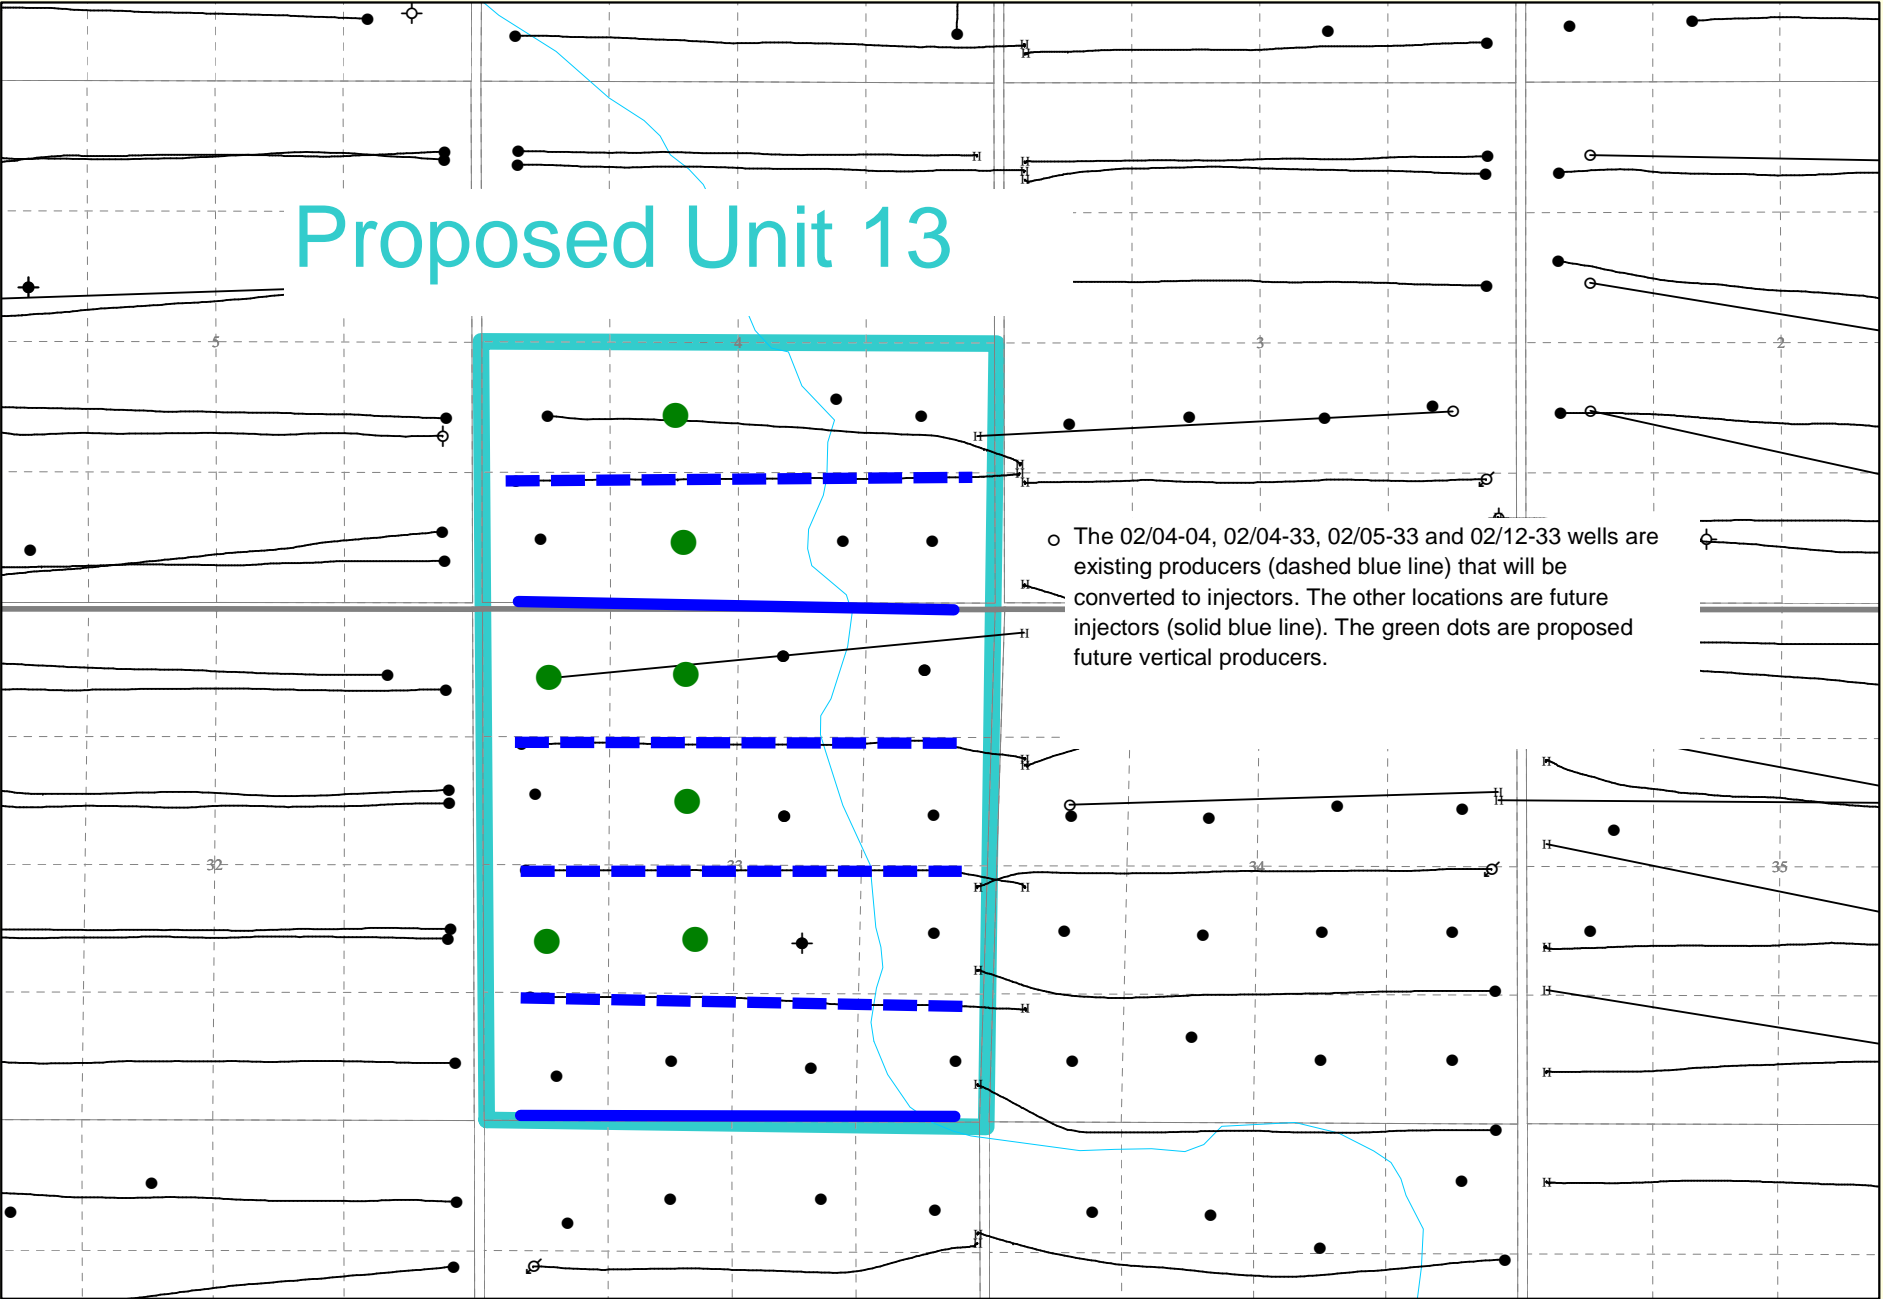 Proposed Unit 13
5
4
3
2
The 02/04-04, 02/04-33, 02/05-33 and 02/12-33 wells are
existing producers (dashed blue line) that will be
converted to injectors. The other locations are future
injectors (solid blue line). The green dots are proposed
future vertical producers.
32
33
34
35